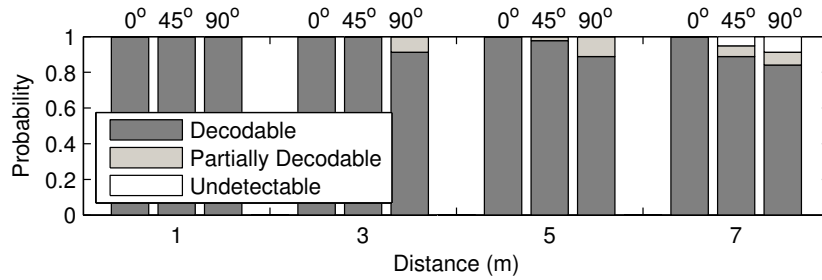 0° 45° 90° 0° 45° 90° 0° 45° 90° 0° 45° 90°
1
0.8
0.6
0.4
0.2
0
Probability
Decodable
Partially Decodable
Undetectable
1 3 5 7
Distance (m)